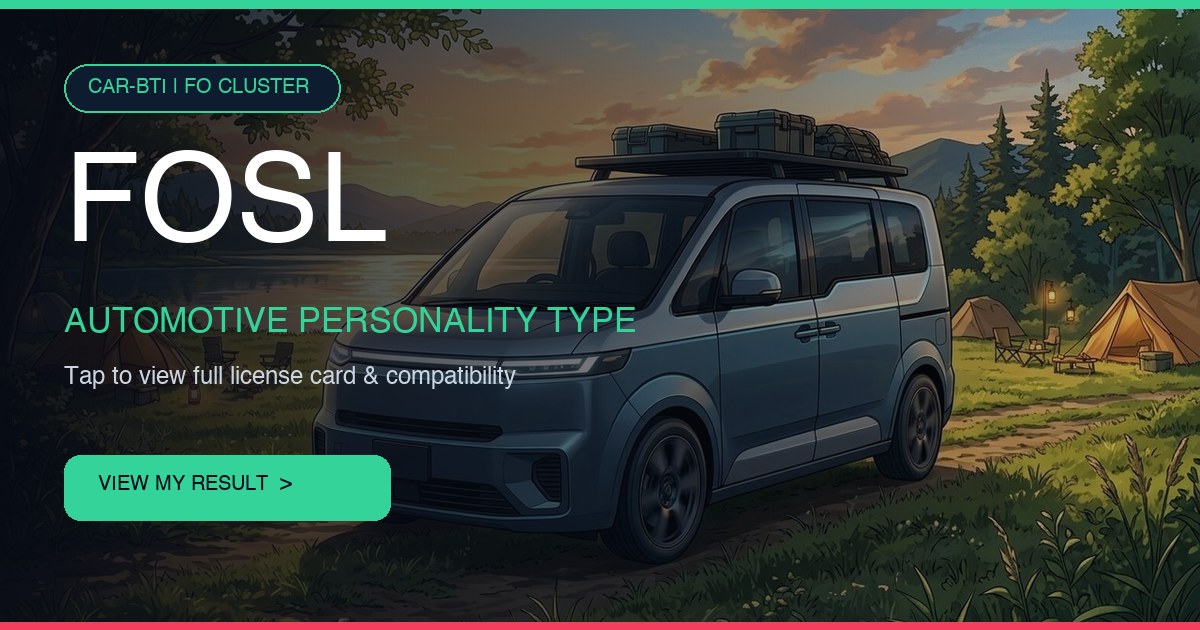 CAR-BTI | FO CLUSTER
FOSL
AUTOMOTIVE PERSONALITY TYPE
Tap to view full license card & compatibility
VIEW MY RESULT >